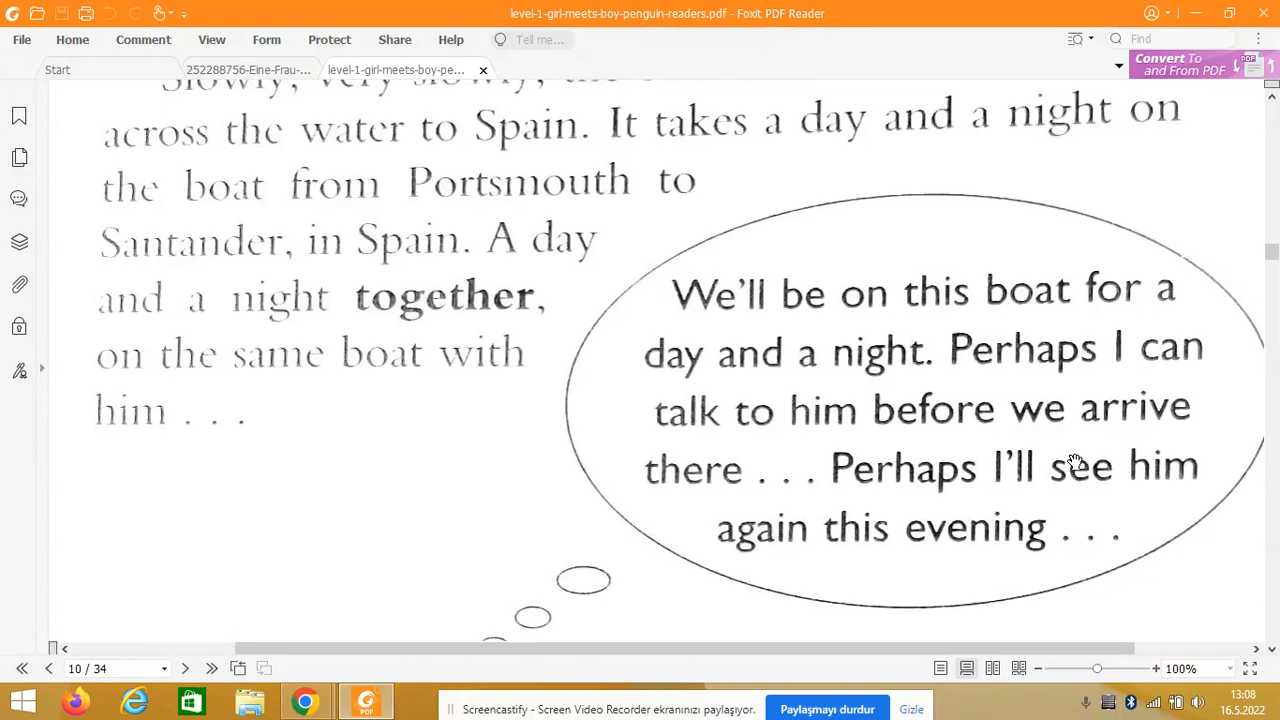 level-1-girl-meets-boy-penguin-readers.pdf - Foxit PDF Reader
File Home Comment View Form Protect Share Help Tell me... Find
Start 252288756-Eine-Frau-... level-1-girl-meets-boy-pe... Convert To and From PDF PDF
Slowly, very slowly, the
across the water to Spain. It takes a day and a night on
the boat from Portsmouth to
Santander, in Spain. A day
and a night together,
on the same boat with
him . . .
We'll be on this boat for a
day and a night. Perhaps I can
talk to him before we arrive
there . . . Perhaps I'll see him
again this evening . . .
10 / 34 100%
Screencastify - Screen Video Recorder ekranınızı paylaşıyor. Paylaşmayı durdur Gizle
13:08
16.5.2022